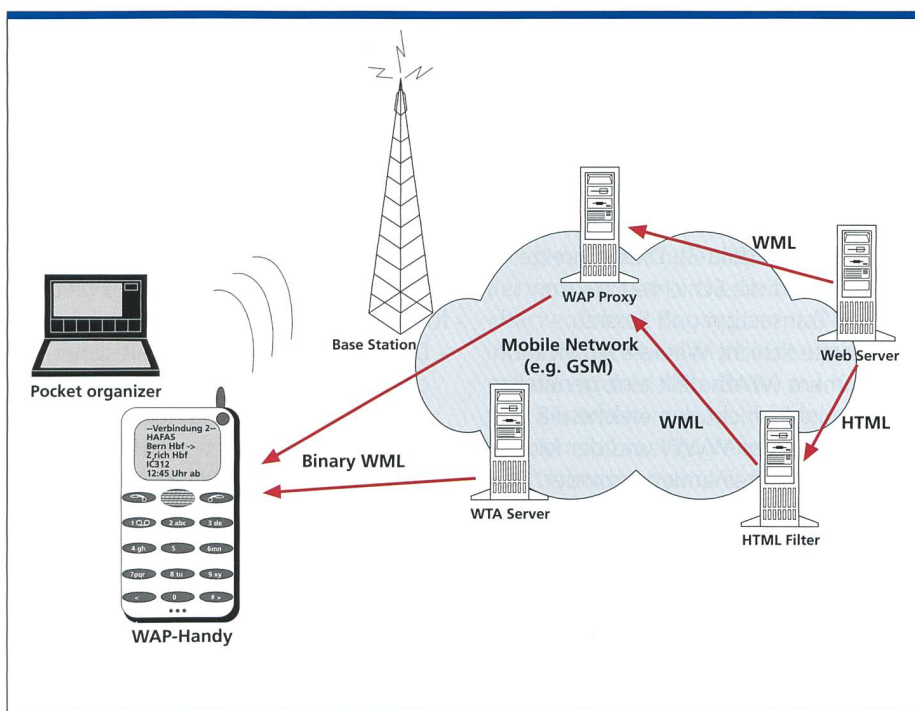 WML
WAP Proxy
Base Station
Web Server
Mobile Network
(e.g. GSM)
Pocket organizer
WML
HTML
—Verbindung 2—
HAFAS
Bern Hbf ->
Z,rich Hbf
IC312
12:45 Uhr ab
Binary WML
WTA Server
HTML Filter
1 2 abc 3 de
4 gh 5 6mn
7pqr 8 tu 9 xy
< 0 # >
WAP-Handy